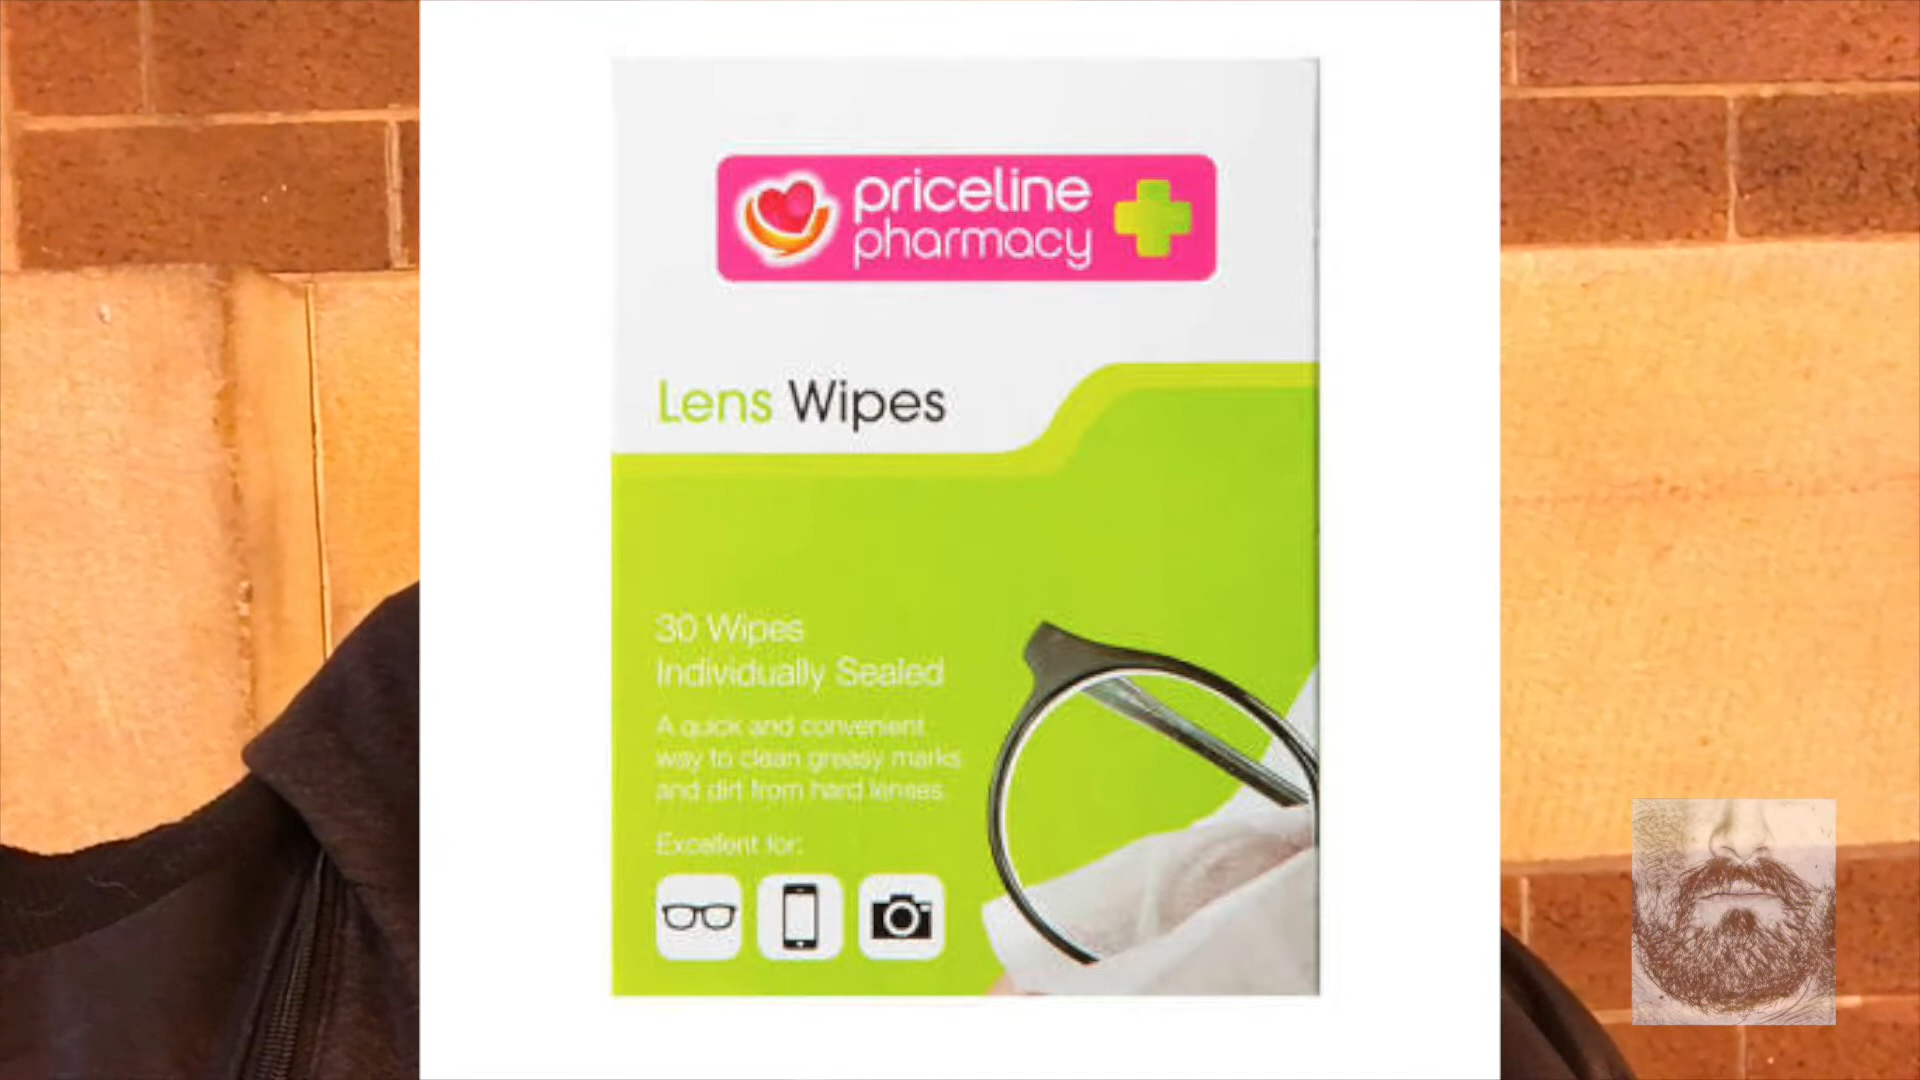 priceline
pharmacy
Lens Wipes
30 Wipes
Individually Sealed
A quick and convenient
way to clean greasy marks
and dirt from hard lenses.
Excellent for: